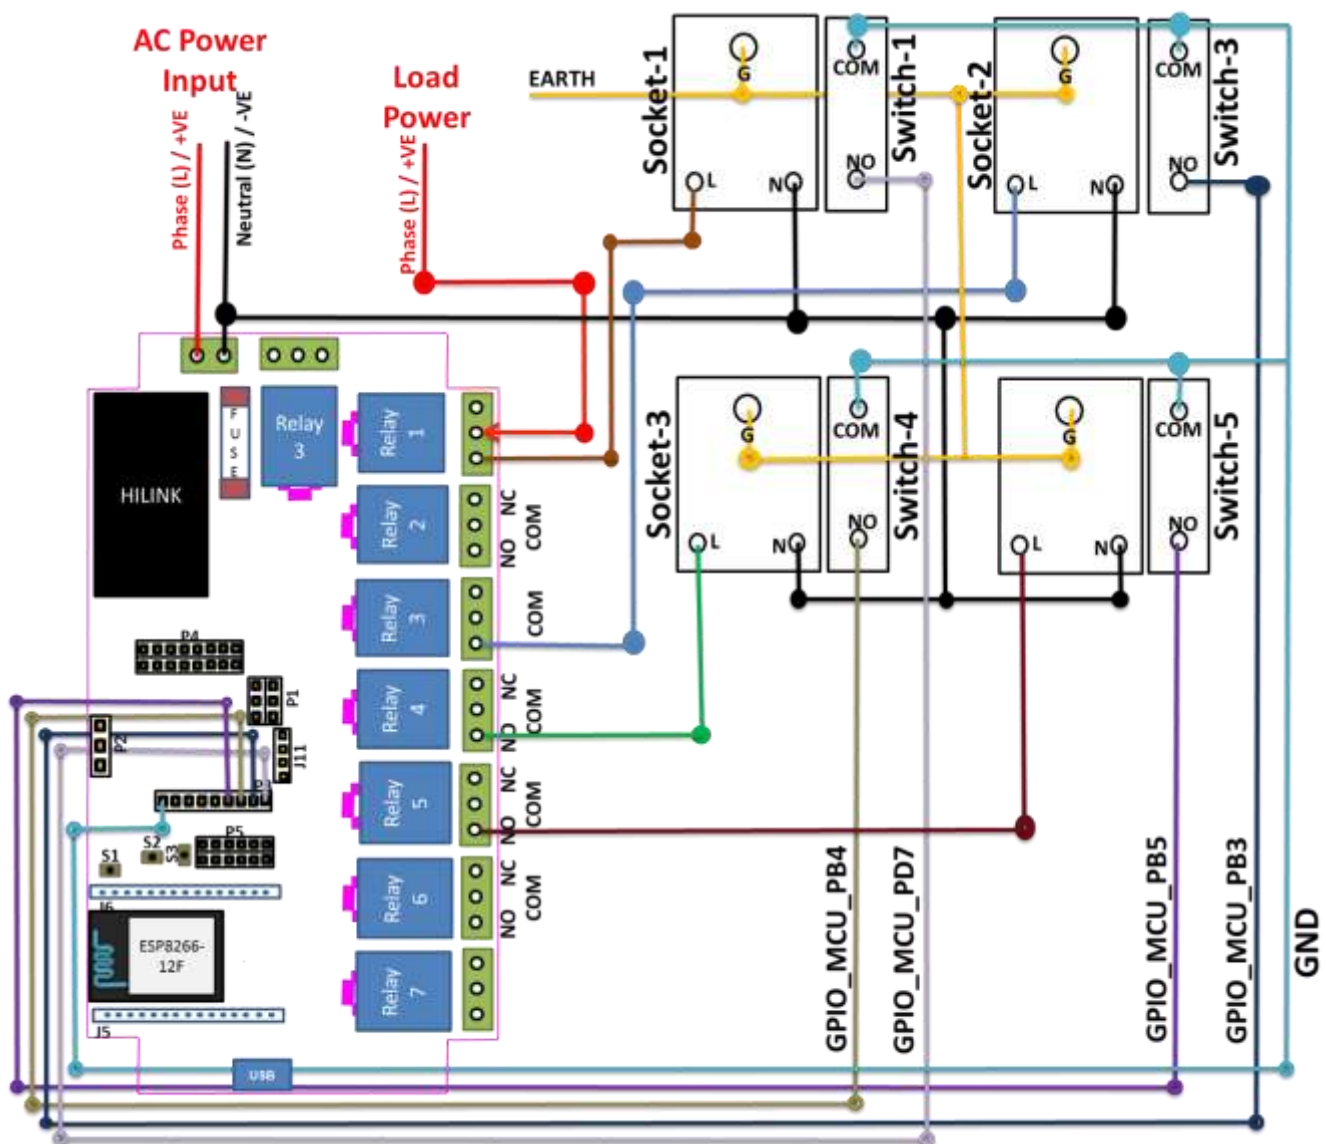 AC Power
Input
Load
Power
Phase (L) / +VE
Neutral (N) / -VE
Phase (L) / +VE
EARTH
Socket-1
G
L
N
COM
NO
Switch-1
Socket-2
G
L
N
COM
NO
Switch-3
Socket-3
G
L
N
COM
NO
Switch-4
G
L
N
COM
NO
Switch-5
HILINK
FUSE
Relay
3
Relay
1
Relay
2
NC
COM
NO
Relay
3
COM
Relay
4
NC
COM
NO
Relay
5
NC
COM
NO
Relay
6
NC
COM
NO
Relay
7
P4
P1
P2
J11
P5
S1
S2
S3
J6
ESP8266-
12F
J5
USB
GPIO_MCU_PB4
GPIO_MCU_PD7
GPIO_MCU_PB5
GPIO_MCU_PB3
GND